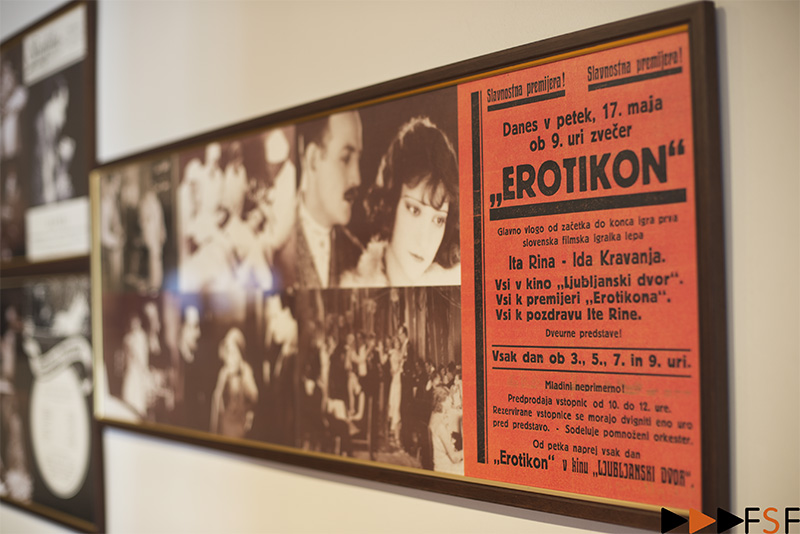 Slavnostna premijera! Slavnostna premijera!
Danes v petek, 17. maja
ob 9. uri zvečer
„EROTIKON“
Glavno vlogo od začetka do konca igra prva
slovenska filmska igralka lepa
Ita Rina - Ida Kravanja.
Vsi v kino „Ljubljanski dvor“.
Vsi k premijeri „Erotikona“.
Vsi k pozdravu Ite Rine.
Dveurne predstave!
Vsak dan ob 3., 5., 7. in 9. uri.
Mladini neprimerno!
Predprodaja vstopnic od 10. do 12. ure.
Rezervirane vstopnice se morajo dvigniti eno uro
pred predstavo. - Sodeluje pomnoženi orkester.
Od petka naprej vsak dan
„Erotikon“ v kinu „LJUBLJANSKI DVOR“.
FSF